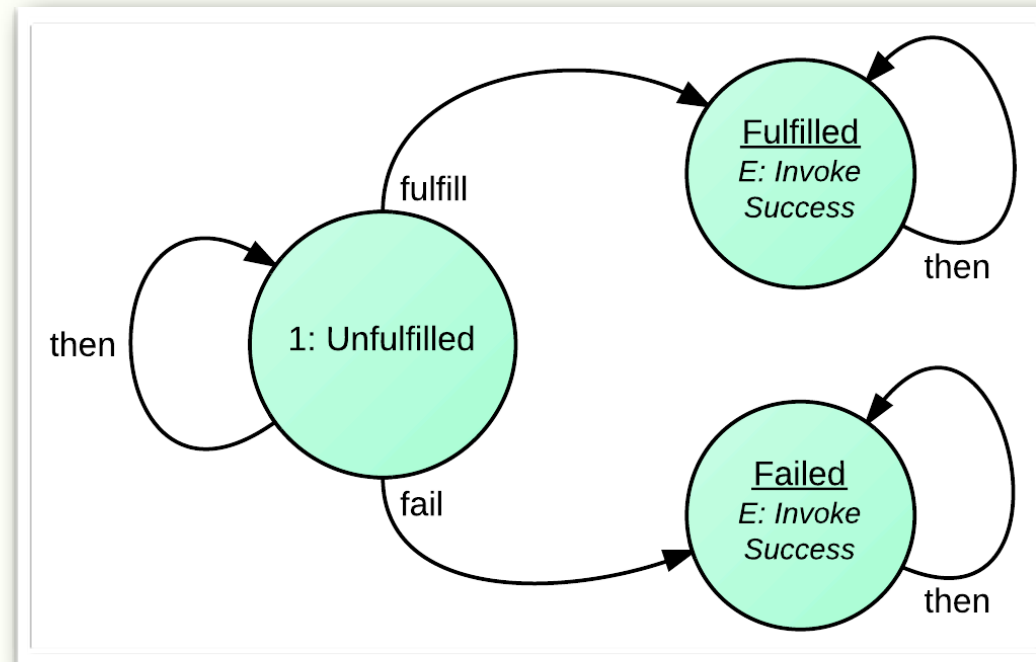 Fulfilled
E: Invoke
Success
fulfill
then
then
1: Unfulfilled
fail
Failed
E: Invoke
Success
then